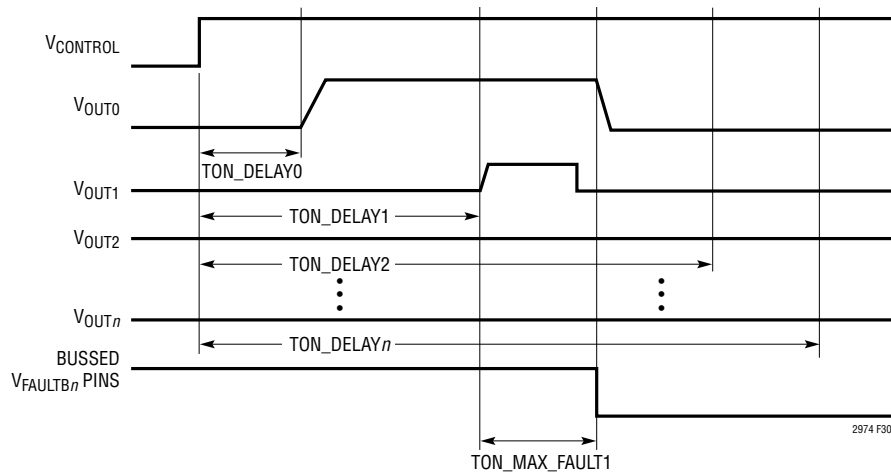 VCONTROL
VOUT0
TON_DELAY0
VOUT1
TON_DELAY1
VOUT2
TON_DELAY2
VOUTn
TON_DELAYn
BUSSED
VFAULTBn PINS
2974 F30
TON_MAX_FAULT1